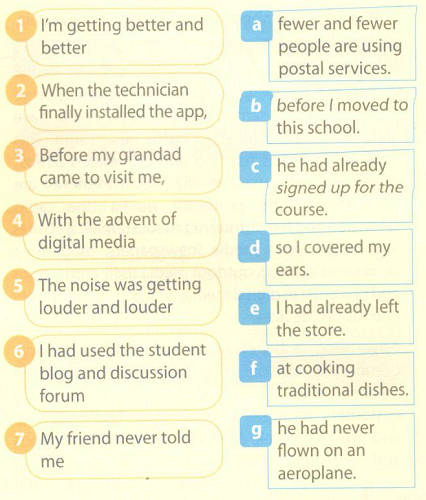 1 I'm getting better and
better
2 When the technician
finally installed the app,
3 Before my grandad
came to visit me,
4 With the advent of
digital media
5 The noise was getting
louder and louder
6 I had used the student
blog and discussion
forum
7 My friend never told
me
a fewer and fewer
people are using
postal services.
b before I moved to
this school.
c he had already
signed up for the
course.
d so I covered my
ears.
e I had already left
the store.
f at cooking
traditional dishes.
g he had never
flown on an
aeroplane.